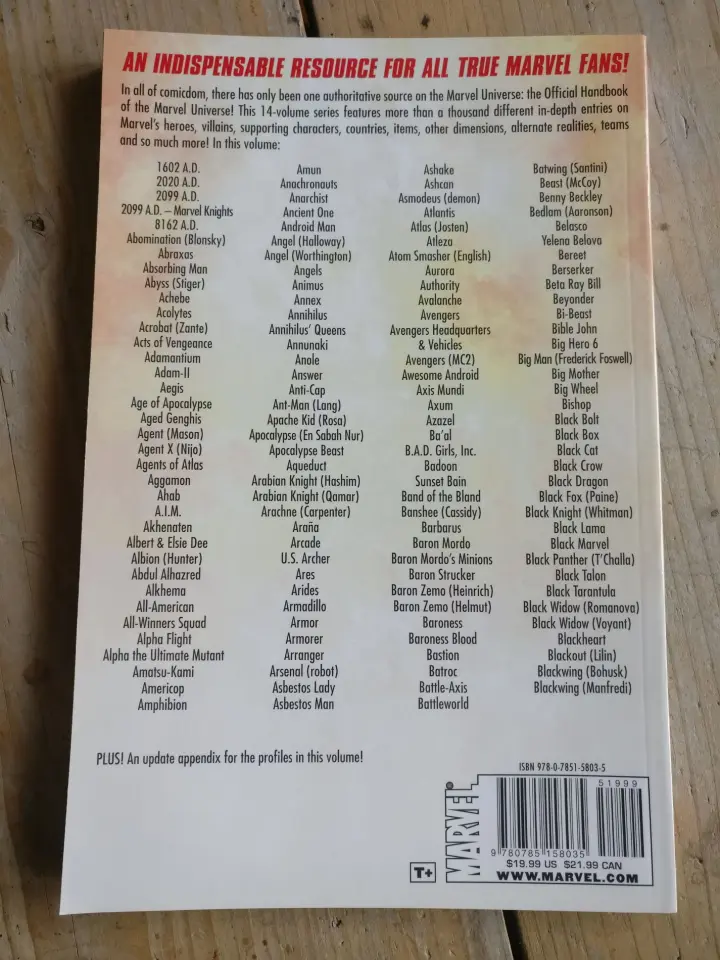 AN INDISPENSABLE RESOURCE FOR ALL TRUE MARVEL FANS!
In all of comicdom, there has only been one authoritative source on the Marvel Universe: the Official Handbook
of the Marvel Universe! This 14-volume series features more than a thousand different in-depth entries on
Marvel's heroes, villains, supporting characters, countries, items, other dimensions, alternate realities, teams
and so much more! In this volume:
1602 A.D.
2020 A.D.
2099 A.D.
2099 A.D. – Marvel Knights
8162 A.D.
Abomination (Blonsky)
Abraxas
Absorbing Man
Abyss (Stiger)
Achebe
Acolytes
Acrobat (Zante)
Acts of Vengeance
Adamantium
Adam-II
Aegis
Age of Apocalypse
Aged Genghis
Agent (Mason)
Agent X (Nijo)
Agents of Atlas
Aggamon
Ahab
A.I.M.
Akhenaten
Albert & Elsie Dee
Albion (Hunter)
Abdul Alhazred
Alkhema
All-American
All-Winners Squad
Alpha Flight
Alpha the Ultimate Mutant
Amatsu-Kami
Americop
Amphibion
Amun
Anachronauts
Anarchist
Ancient One
Android Man
Angel (Halloway)
Angel (Worthington)
Angels
Animus
Annex
Annihilus
Annihilus' Queens
Annunaki
Anole
Answer
Anti-Cap
Ant-Man (Lang)
Apache Kid (Rosa)
Apocalypse (En Sabah Nur)
Apocalypse Beast
Aqueduct
Arabian Knight (Hashim)
Arabian Knight (Qamar)
Arachne (Carpenter)
Araña
Arcade
U.S. Archer
Ares
Arides
Armadillo
Armor
Armorer
Arranger
Arsenal (robot)
Asbestos Lady
Asbestos Man
Ashake
Ashcan
Asmodeus (demon)
Atlantis
Atlas (Josten)
Atleza
Atom Smasher (English)
Aurora
Authority
Avalanche
Avengers
Avengers Headquarters
& Vehicles
Avengers (MC2)
Awesome Android
Axis Mundi
Axum
Azazel
Ba'al
B.A.D. Girls, Inc.
Badoon
Sunset Bain
Band of the Bland
Banshee (Cassidy)
Barbarus
Baron Mordo
Baron Mordo's Minions
Baron Strucker
Baron Zemo (Heinrich)
Baron Zemo (Helmut)
Baroness
Baroness Blood
Bastion
Batroc
Battle-Axis
Battleworld
Batwing (Santini)
Beast (McCoy)
Benny Beckley
Bedlam (Aaronson)
Belasco
Yelena Belova
Bereet
Berserker
Beta Ray Bill
Beyonder
Bi-Beast
Bible John
Big Hero 6
Big Man (Frederick Foswell)
Big Mother
Big Wheel
Bishop
Black Bolt
Black Box
Black Cat
Black Crow
Black Dragon
Black Fox (Paine)
Black Knight (Whitman)
Black Lama
Black Marvel
Black Panther (T'Challa)
Black Talon
Black Tarantula
Black Widow (Romanova)
Black Widow (Voyant)
Blackheart
Blackout (Lilin)
Blackwing (Bohusk)
Blackwing (Manfredi)
PLUS! An update appendix for the profiles in this volume!
ISBN 978-0-7851-5803-5
51999
9 780785 158035
$19.99 US $21.99 CAN
WWW.MARVEL.COM
MARVEL®
T+